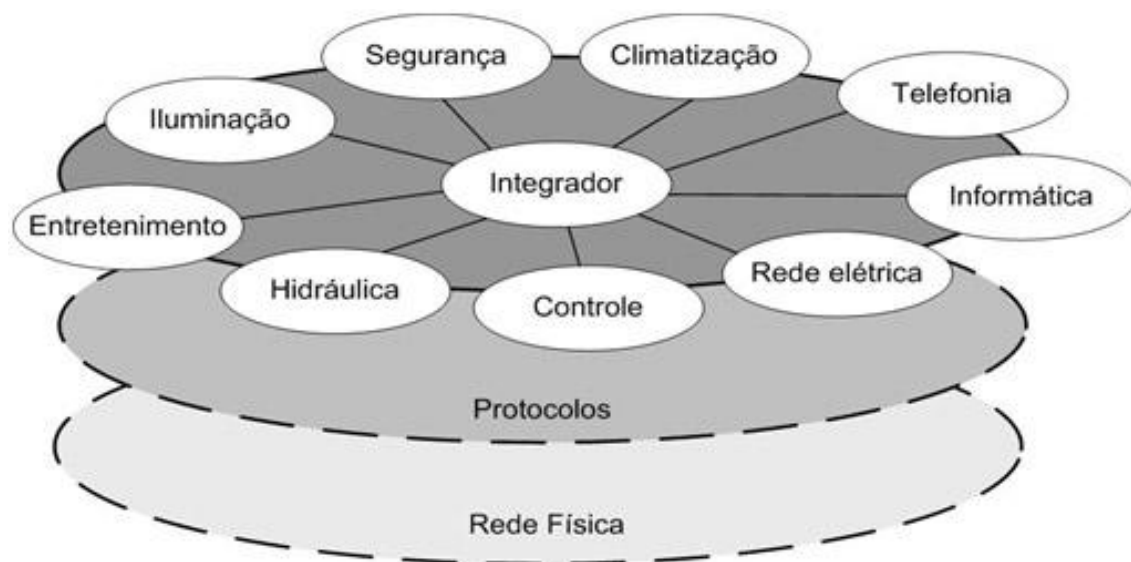 Segurança
Climatização
Telefonia
Iluminação
Integrador
Informática
Entretenimento
Hidráulica
Controle
Rede elétrica
Protocolos
Rede Física